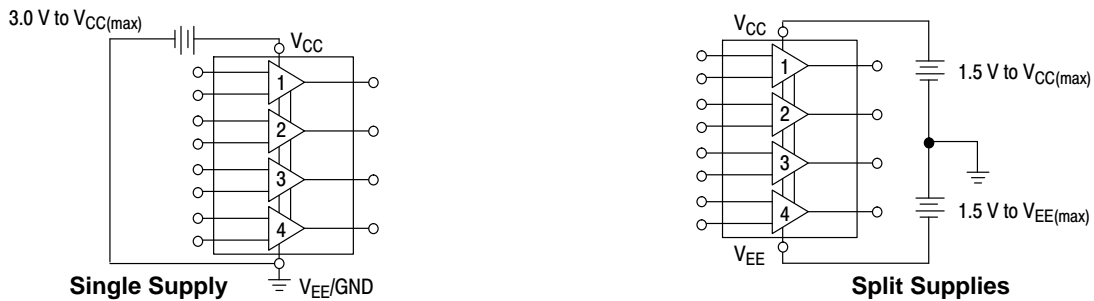 3.0 V to VCC(max)
VCC
1
2
3
4
Single Supply
VEE/GND
VCC
1
2
3
4
1.5 V to VCC(max)
1.5 V to VEE(max)
VEE
Split Supplies